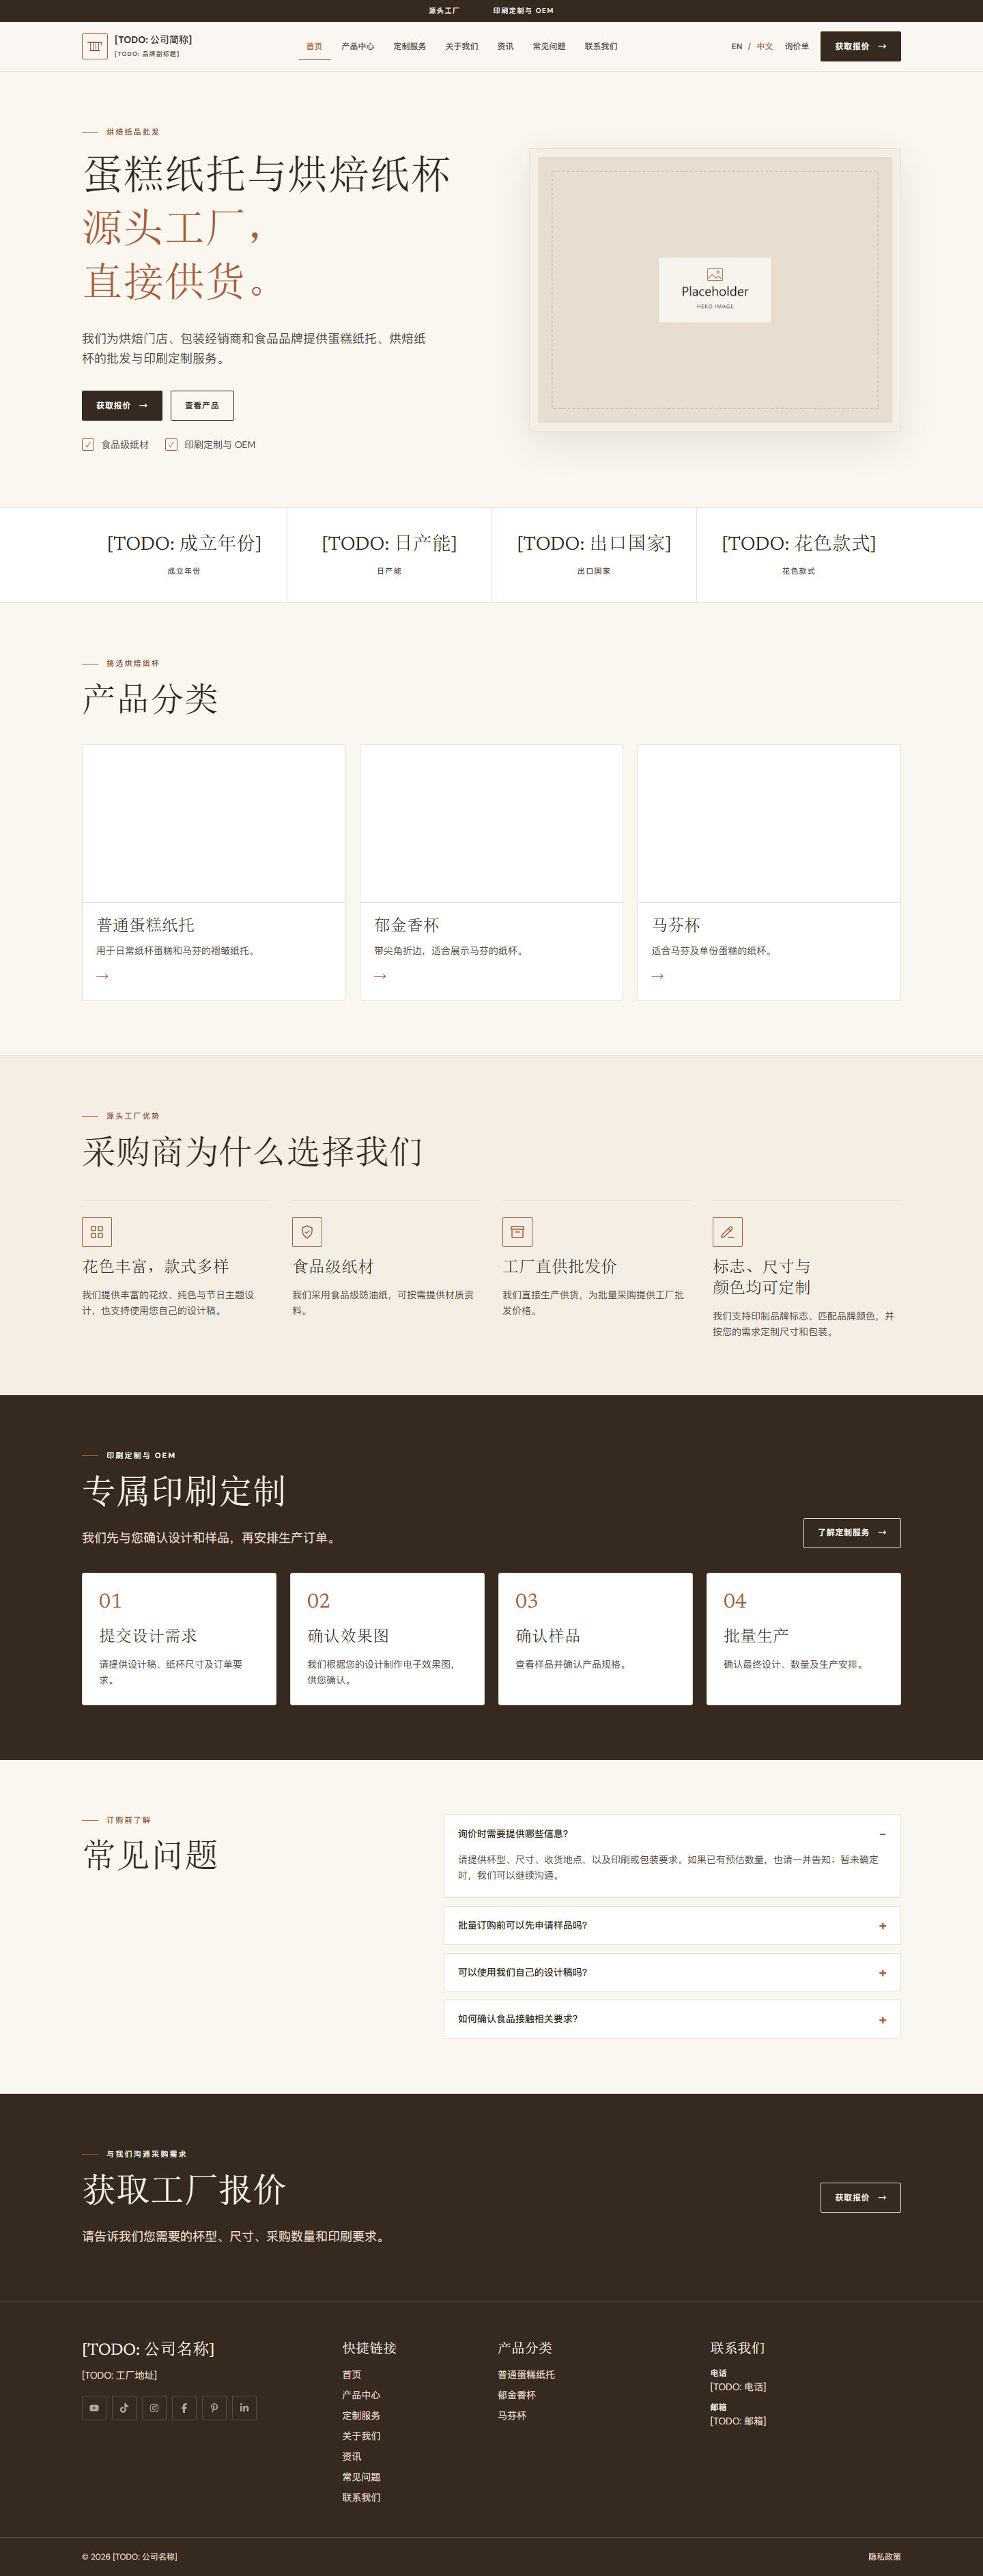 源头工厂 印刷定制与 OEM
[TODO: 公司简称]
[TODO: 品牌副标题]
首页 产品中心 定制服务 关于我们 资讯 常见问题 联系我们
EN / 中文 询价单 获取报价 →
烘焙纸品批发
蛋糕纸托与烘焙纸杯
源头工厂，
直接供货。
我们为烘焙门店、包装经销商和食品品牌提供蛋糕纸托、烘焙纸
杯的批发与印刷定制服务。
获取报价 → 查看产品
食品级纸材 印刷定制与 OEM
Placeholder
HERO IMAGE
[TODO: 成立年份] [TODO: 日产能] [TODO: 出口国家] [TODO: 花色款式]
成立年份 日产能 出口国家 花色款式
挑选烘焙纸杯
产品分类
普通蛋糕纸托 郁金香杯 马芬杯
用于日常纸杯蛋糕和马芬的褶皱纸托。 带尖角折边，适合展示马芬的纸杯。 适合马芬及单份蛋糕的纸杯。
→ → →
源头工厂优势
采购商为什么选择我们
花色丰富，款式多样
我们提供丰富的花纹、纯色与节日主题设
计，也支持使用您自己的设计稿。
食品级纸材
我们采用食品级防油纸，可按需提供材质资
料。
工厂直供批发价
我们直接生产供货，为批量采购提供工厂批
发价格。
标志、尺寸与
颜色均可定制
我们支持印制品牌标志、匹配品牌颜色，并
按您的需求定制尺寸和包装。
印刷定制与 OEM
专属印刷定制
我们先与您确认设计和样品，再安排生产订单。
了解定制服务 →
01
提交设计需求
请提供设计稿、纸杯尺寸及订单要
求。
02
确认效果图
我们根据您的设计制作电子效果图，
供您确认。
03
确认样品
查看样品并确认产品规格。
04
批量生产
确认最终设计、数量及生产安排。
订购前了解
常见问题
询价时需要提供哪些信息？ −
请提供杯型、尺寸、收货地点，以及印刷或包装要求。如果已有预估数量，也请一并告知；暂未确定
时，我们可以继续沟通。
批量订购前可以先申请样品吗？ +
可以使用我们自己的设计稿吗？ +
如何确认食品接触相关要求？ +
与我们沟通采购需求
获取工厂报价
请告诉我们您需要的杯型、尺寸、采购数量和印刷要求。
获取报价 →
[TODO: 公司名称]
[TODO: 工厂地址]
快捷链接
首页
产品中心
定制服务
关于我们
资讯
常见问题
联系我们
产品分类
普通蛋糕纸托
郁金香杯
马芬杯
联系我们
电话
[TODO: 电话]
邮箱
[TODO: 邮箱]
© 2026 [TODO: 公司名称]
隐私政策